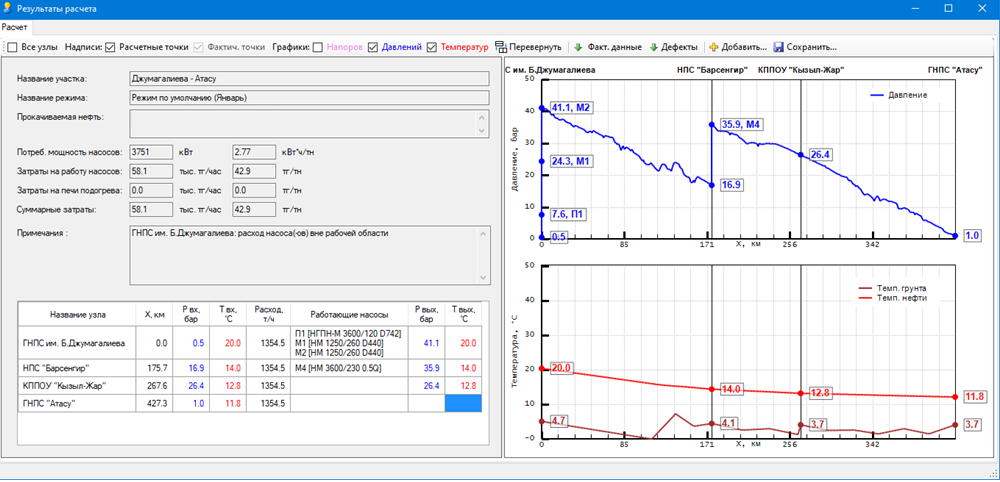 Результаты расчета
Расчет
Все узлы Надписи: Расчетные точки Фактич. точки Графики: Напоров Давлений Температур Перевернуть Факт. данные Дефекты Добавить... Сохранить...
Название участка: Джумагалиева - Атасу
Название режима: Режим по умолчанию (Январь)
Прокачиваемая нефть:
Потреб. мощность насосов: 3751 кВт 2.77 кВт*ч/тн
Затраты на работу насосов: 58.1 тыс. тг/час 42.9 тг/тн
Затраты на печи подогрева: 0.0 тыс. тг/час 0.0 тг/тн
Суммарные затраты: 58.1 тыс. тг/час 42.9 тг/тн
Примечания : ГНПС им. Б.Джумагалиева: расход насоса(-ов) вне рабочей области
Название узла X, км P вх, бар T вх, °C Расход, т/ч Работающие насосы P вых, бар T вых, °C
ГНПС им. Б.Джумагалиева 0.0 0.5 20.0 1354.5 П1 [НГПН-М 3600/120 D742] 41.1 20.0
М1 [НМ 1250/260 D440]
М2 [НМ 1250/260 D440]
НПС "Барсенгир" 175.7 16.9 14.0 1354.5 М4 [НМ 3600/230 0.5Q] 35.9 14.0
КППОУ "Кызыл-Жар" 267.6 26.4 12.8 1354.5 26.4 12.8
ГНПС "Атасу" 427.3 1.0 11.8 1354.5
С им. Б.Джумагалиева НПС "Барсенгир" КППОУ "Кызыл-Жар" ГНПС "Атасу"
Давление, бар
50
40
30
20
10
0
Давление
41.1, М2
35.9, М4
24.3, М1
26.4
16.9
7.6, П1
0.5
1.0
0 85 171 X, км 256 342
Температура, °C
50
40
30
20
10
0
Темп. грунта
Темп. нефти
20.0
14.0
12.8
11.8
4.7
4.1
3.7
3.7
0 85 171 X, км 256 342